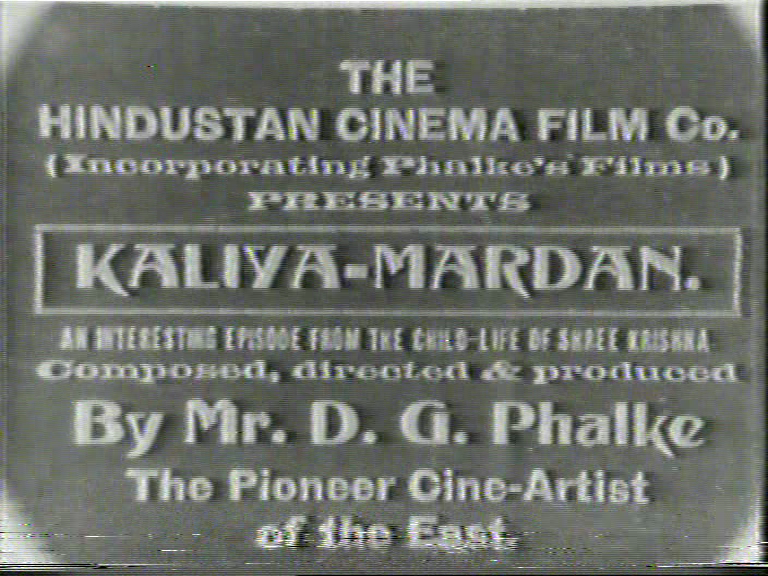 THE
HINDUSTAN CINEMA FILM Co.
(Incorporating Phalke's Films)
PRESENTS
KALIYA-MARDAN.
AN INTERESTING EPISODE FROM THE CHILD-LIFE OF SHREE KRISHNA
Composed, directed & produced
By Mr. D. G. Phalke
The Pioneer Cine-Artist
of the East.